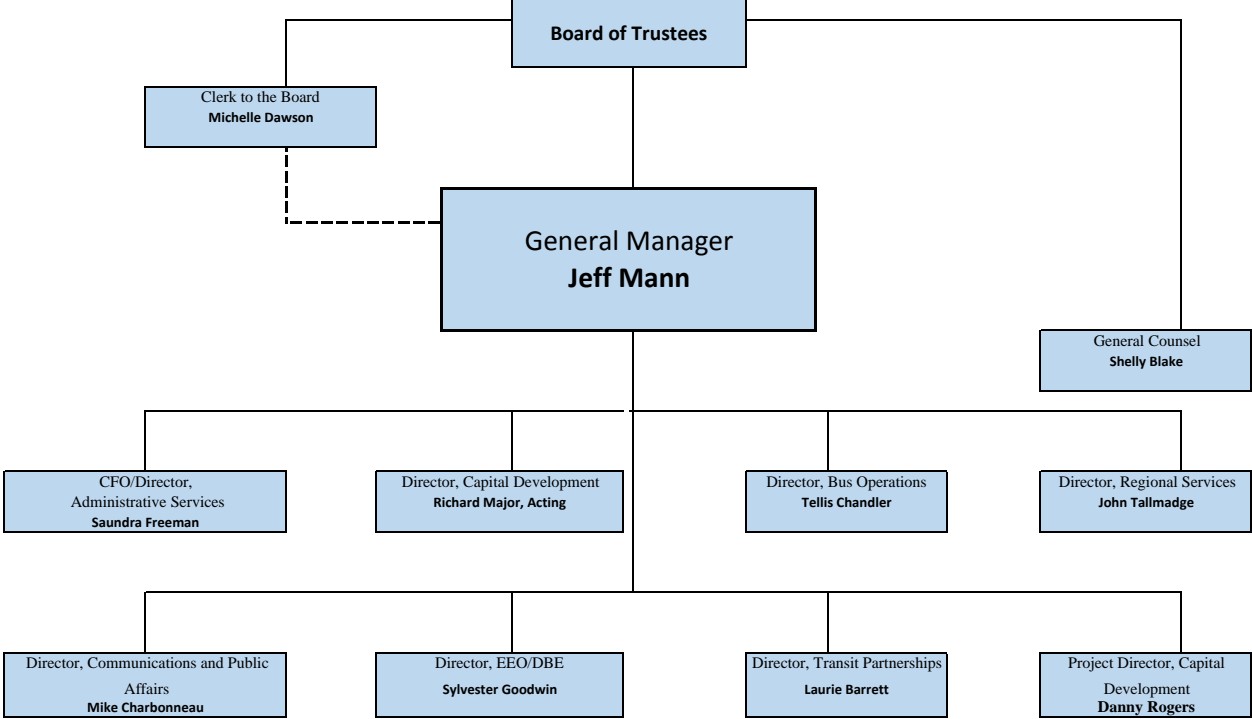 Board of Trustees
Clerk to the Board
Michelle Dawson
General Manager
Jeff Mann
General Counsel
Shelly Blake
CFO/Director,
Administrative Services
Saundra Freeman
Director, Capital Development
Richard Major, Acting
Director, Bus Operations
Tellis Chandler
Director, Regional Services
John Tallmadge
Director, Communications and Public
Affairs
Mike Charbonneau
Director, EEO/DBE
Sylvester Goodwin
Director, Transit Partnerships
Laurie Barrett
Project Director, Capital
Development
Danny Rogers